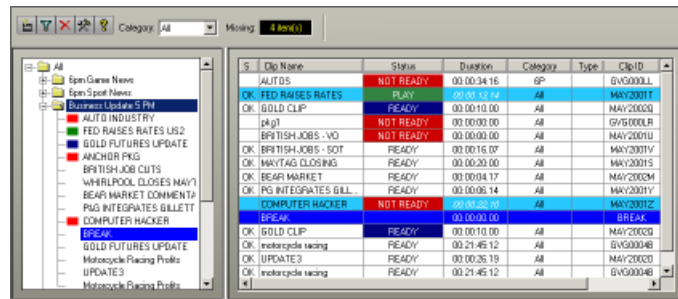 Category: All
Missing: 4 item(s)
All
6pm Game News
6pm Sport News
Business Update 5 PM
AUTO INDUSTRY
FED RAISES RATES US2
GOLD FUTURES UPDATE
ANCHOR PKG
BRITISH JOB CUTS
WHIRLPOOL CLOSES MAYT
BEAR MARKET COMMENTA
P&G INTEGRATES GILLETT
COMPUTER HACKER
BREAK
GOLD FUTURES UPDATE
Motorcycle Racing Profits
UPDATE3
Motorcycle Racing Profits
S Clip Name Status Duration Category Type Clip ID
AUTOS NOT READY 00:00:34:16 6P GVG000LL
OK FED RAISES RATES PLAY 00:00:13:14 All MAY2001T
OK GOLD CLIP READY 00:00:10:00 All MAY2002Q
pkg1 NOT READY 00:00:00:00 All GVG000LR
BRITISH JOBS - VO NOT READY 00:00:00:00 All MAY2001U
OK BRITISH JOBS - SOT READY 00:00:16:07 All MAY2001V
OK MAYTAG CLOSING READY 00:00:20:00 All MAY2001S
OK BEAR MARKET READY 00:00:04:17 All MAY2002M
OK PG INTEGRATES GILL... READY 00:00:06:14 All MAY2001Y
COMPUTER HACKER NOT READY All MAY2001Z
BREAK 00:00:00:00 BREAK
OK GOLD CLIP READY 00:00:10:00 All MAY2002Q
OK motorcycle racing READY 00:21:45:12 All GVG0004B
OK UPDATE3 READY 00:00:26:19 All MAY2002O
OK motorcycle racing READY 00:21:45:12 All GVG0004B